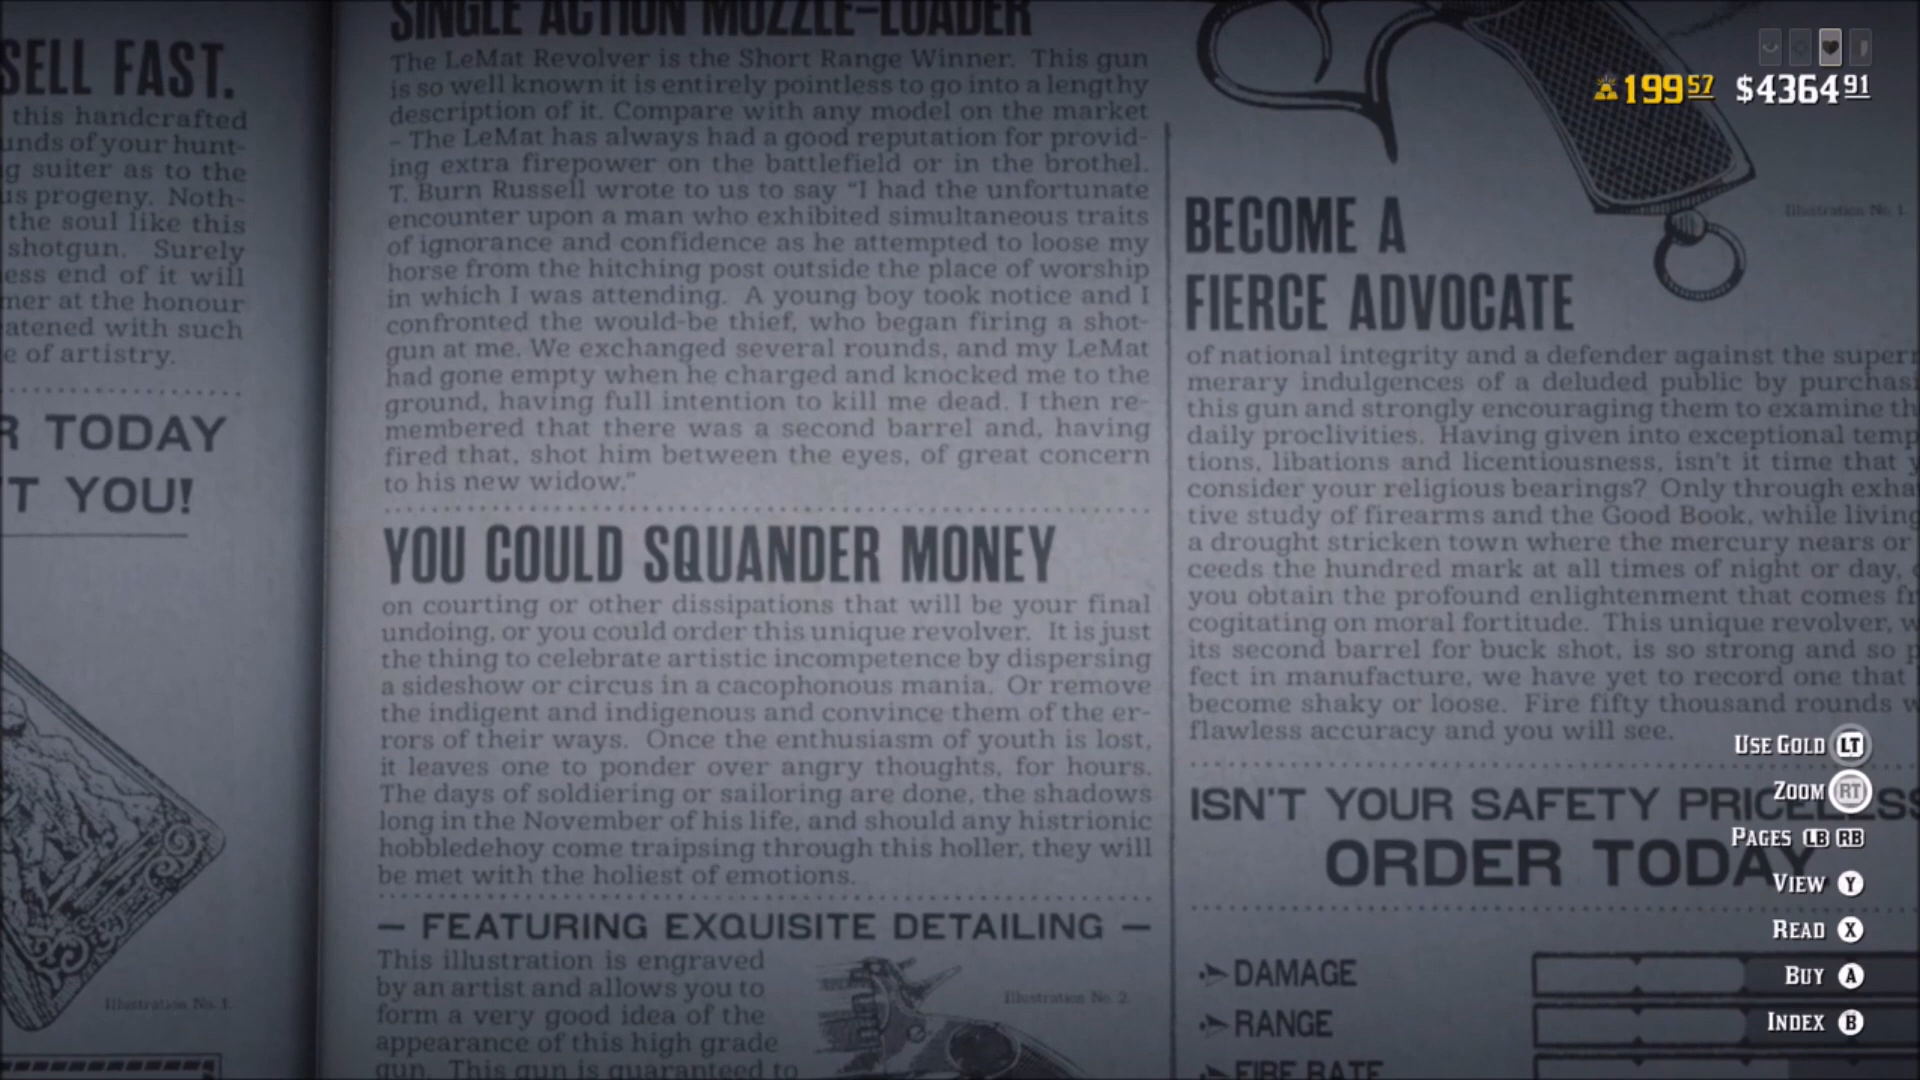 SELL FAST.
this handcrafted
unds of your hunt-
g suiter as to the
us progeny. Noth-
the soul like this
shotgun. Surely
ess end of it will
mer at the honour
atened with such
e of artistry.
R TODAY
'T YOU!
Illustration No. 1.
SINGLE ACTION MUZZLE-LOADER
The LeMat Revolver is the Short Range Winner. This gun
is so well known it is entirely pointless to go into a lengthy
description of it. Compare with any model on the market
- The LeMat has always had a good reputation for provid-
ing extra firepower on the battlefield or in the brothel.
T. Burn Russell wrote to us to say "I had the unfortunate
encounter upon a man who exhibited simultaneous traits
of ignorance and confidence as he attempted to loose my
horse from the hitching post outside the place of worship
in which I was attending. A young boy took notice and I
confronted the would-be thief, who began firing a shot-
gun at me. We exchanged several rounds, and my LeMat
had gone empty when he charged and knocked me to the
ground, having full intention to kill me dead. I then re-
membered that there was a second barrel and, having
fired that, shot him between the eyes, of great concern
to his new widow."
YOU COULD SQUANDER MONEY
on courting or other dissipations that will be your final
undoing, or you could order this unique revolver. It is just
the thing to celebrate artistic incompetence by dispersing
a sideshow or circus in a cacophonous mania. Or remove
the indigent and indigenous and convince them of the er-
rors of their ways. Once the enthusiasm of youth is lost,
it leaves one to ponder over angry thoughts, for hours.
The days of soldiering or sailoring are done, the shadows
long in the November of his life, and should any histrionic
hobbledehoy come traipsing through this holler, they will
be met with the holiest of emotions.
— FEATURING EXQUISITE DETAILING —
This illustration is engraved
by an artist and allows you to
form a very good idea of the
appearance of this high grade
gun. This gun is guaranteed to
Illustration No. 2.
Illustration No. 1.
BECOME A
FIERCE ADVOCATE
of national integrity and a defender against the supern
merary indulgences of a deluded public by purchasi
this gun and strongly encouraging them to examine th
daily proclivities. Having given into exceptional temp
tions, libations and licentiousness, isn't it time that y
consider your religious bearings? Only through exha
tive study of firearms and the Good Book, while living
a drought stricken town where the mercury nears or
ceeds the hundred mark at all times of night or day,
you obtain the profound enlightenment that comes fr
cogitating on moral fortitude. This unique revolver, w
its second barrel for buck shot, is so strong and so p
fect in manufacture, we have yet to record one that
become shaky or loose. Fire fifty thousand rounds w
flawless accuracy and you will see.
ISN'T YOUR SAFETY PRICELESS
ORDER TODAY
DAMAGE
RANGE
FIRE RATE
199 57 $4364 91
USE GOLD LT
ZOOM RT
PAGES LB RB
VIEW Y
READ X
BUY A
INDEX B